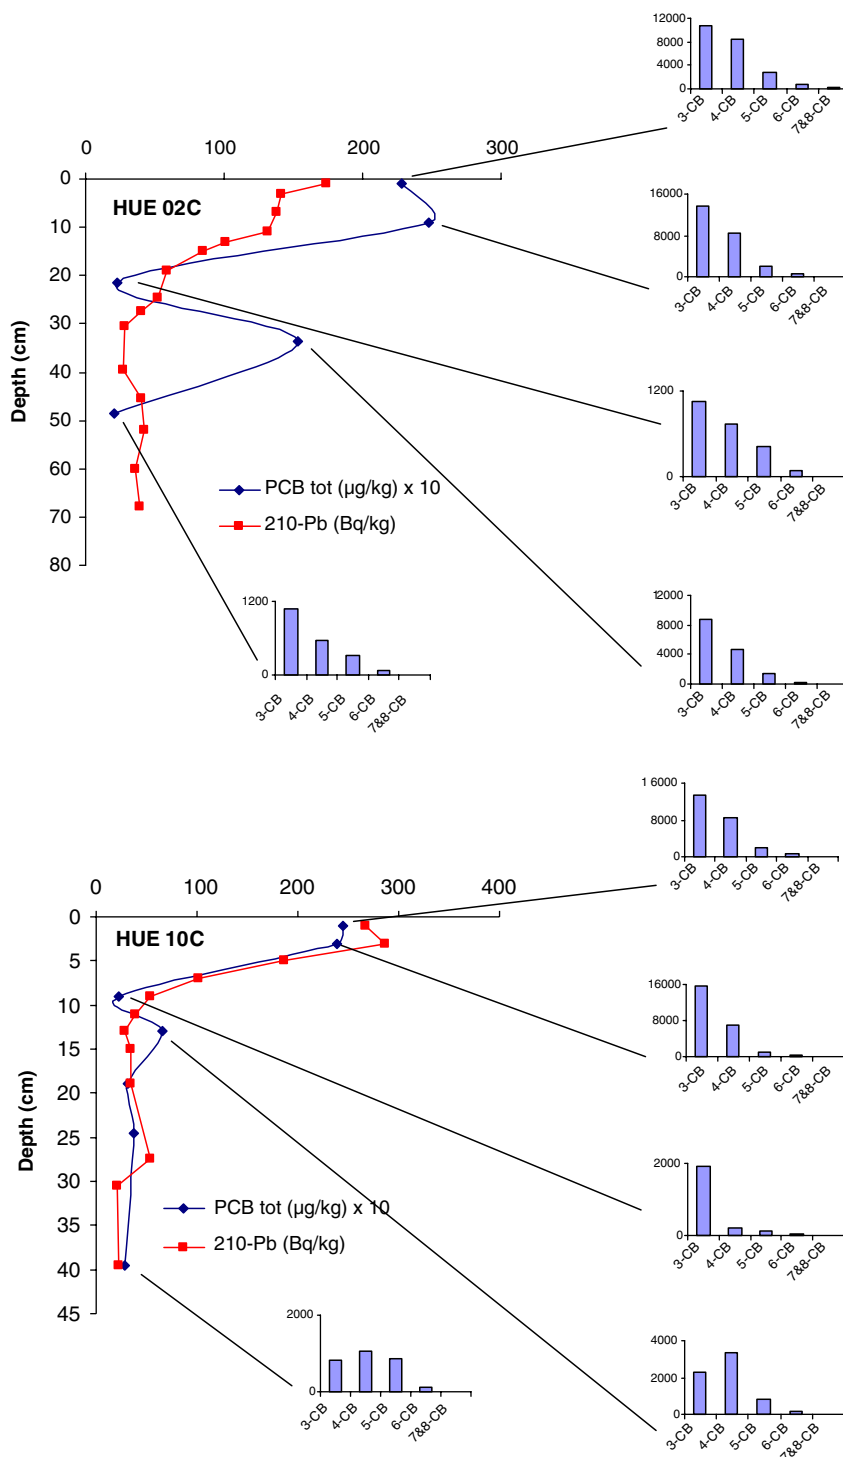 12000
8000
4000
0
3-CB 4-CB 5-CB 6-CB 7&8-CB
0 100 200 300
0
10
20
30
40
50
60
70
80
Depth (cm)
HUE 02C
16000
8000
0
3-CB 4-CB 5-CB 6-CB 7&8-CB
1200
0
3-CB 4-CB 5-CB 6-CB 7&8-CB
PCB tot (µg/kg) x 10
210-Pb (Bq/kg)
12000
8000
4000
0
3-CB 4-CB 5-CB 6-CB 7&8-CB
1200
0
3-CB 4-CB 5-CB 6-CB 7&8-CB
1 6000
8000
0
3-CB 4-CB 5-CB 6-CB 7&8-CB
0 100 200 300 400
0
5
10
15
20
25
30
35
40
45
Depth (cm)
HUE 10C
16000
8000
0
3-CB 4-CB 5-CB 6-CB 7&8-CB
2000
0
3-CB 4-CB 5-CB 6-CB 7&8-CB
PCB tot (µg/kg) x 10
210-Pb (Bq/kg)
2000
0
3-CB 4-CB 5-CB 6-CB 7&8-CB
4000
2000
0
3-CB 4-CB 5-CB 6-CB 7&8-CB